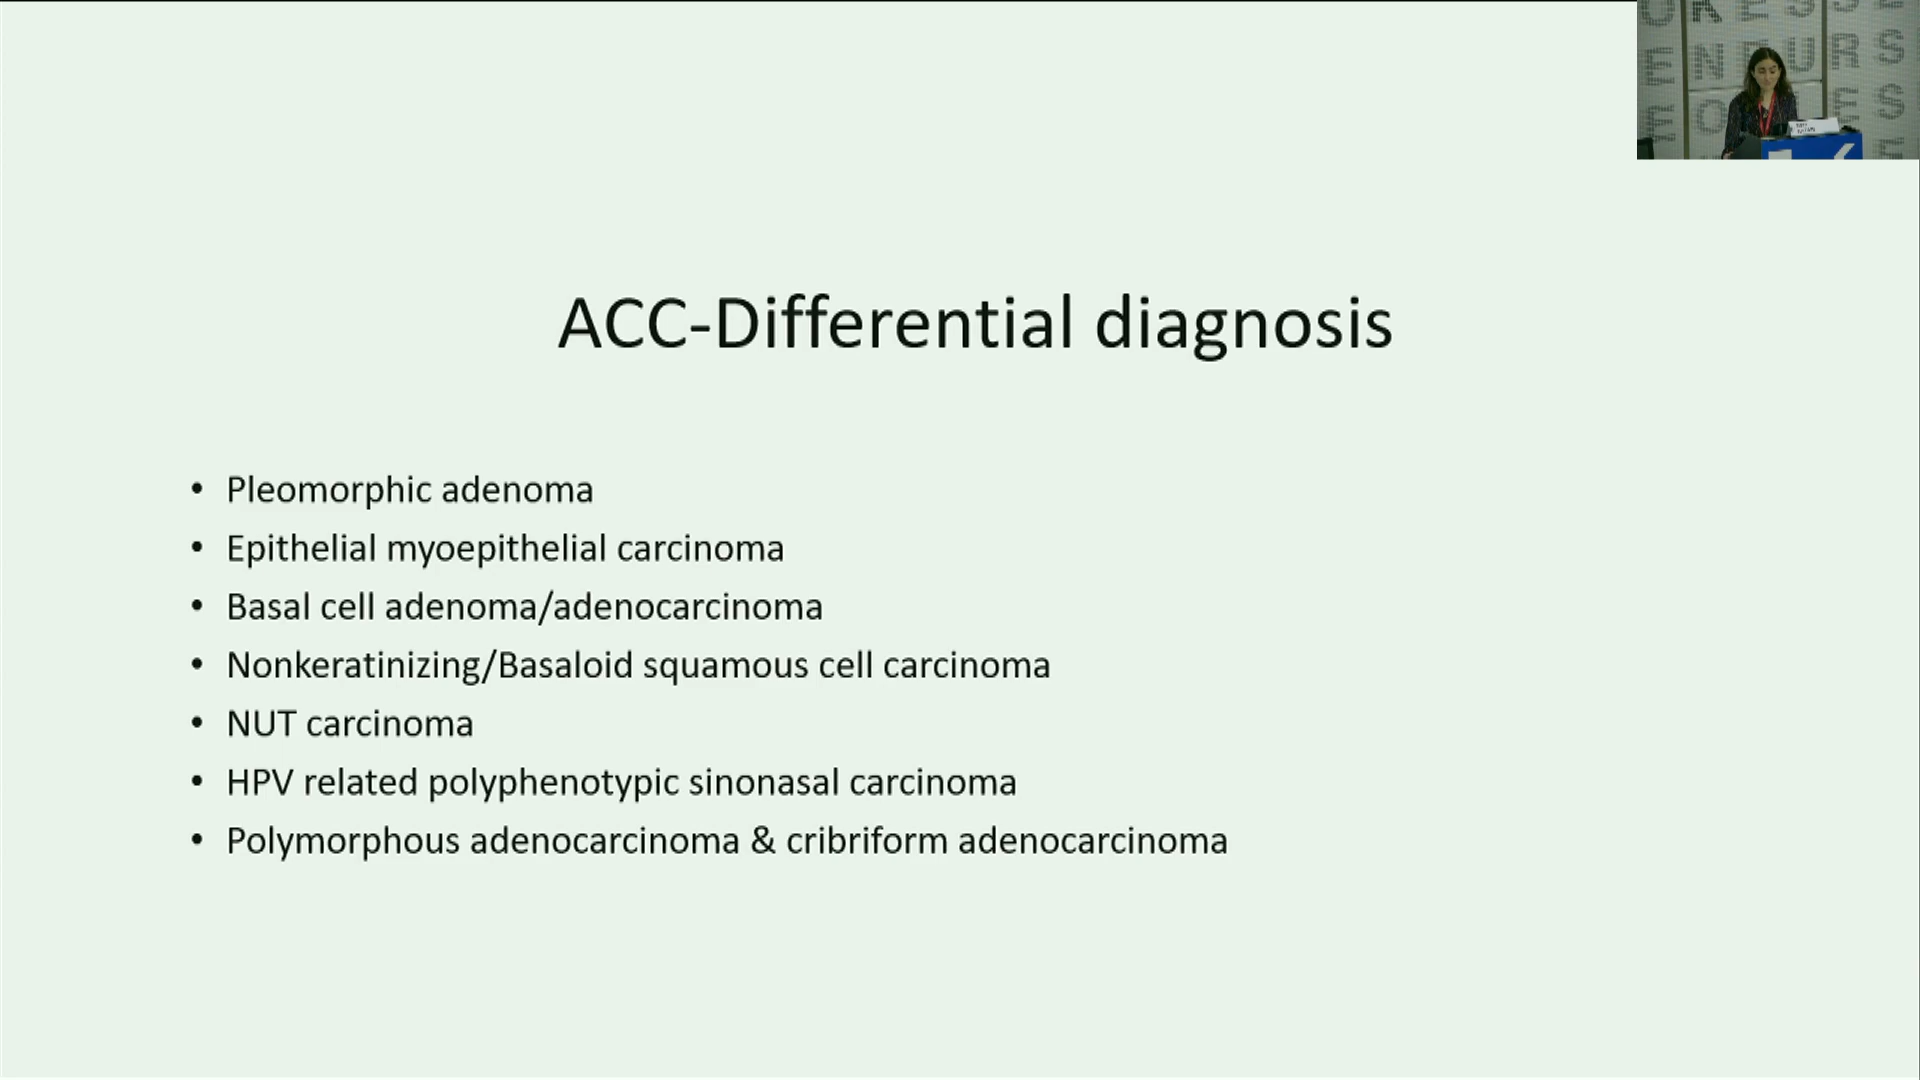 ACC-Differential diagnosis
• Pleomorphic adenoma
• Epithelial myoepithelial carcinoma
• Basal cell adenoma/adenocarcinoma
• Nonkeratinizing/Basaloid squamous cell carcinoma
• NUT carcinoma
• HPV related polyphenotypic sinonasal carcinoma
• Polymorphous adenocarcinoma & cribriform adenocarcinoma